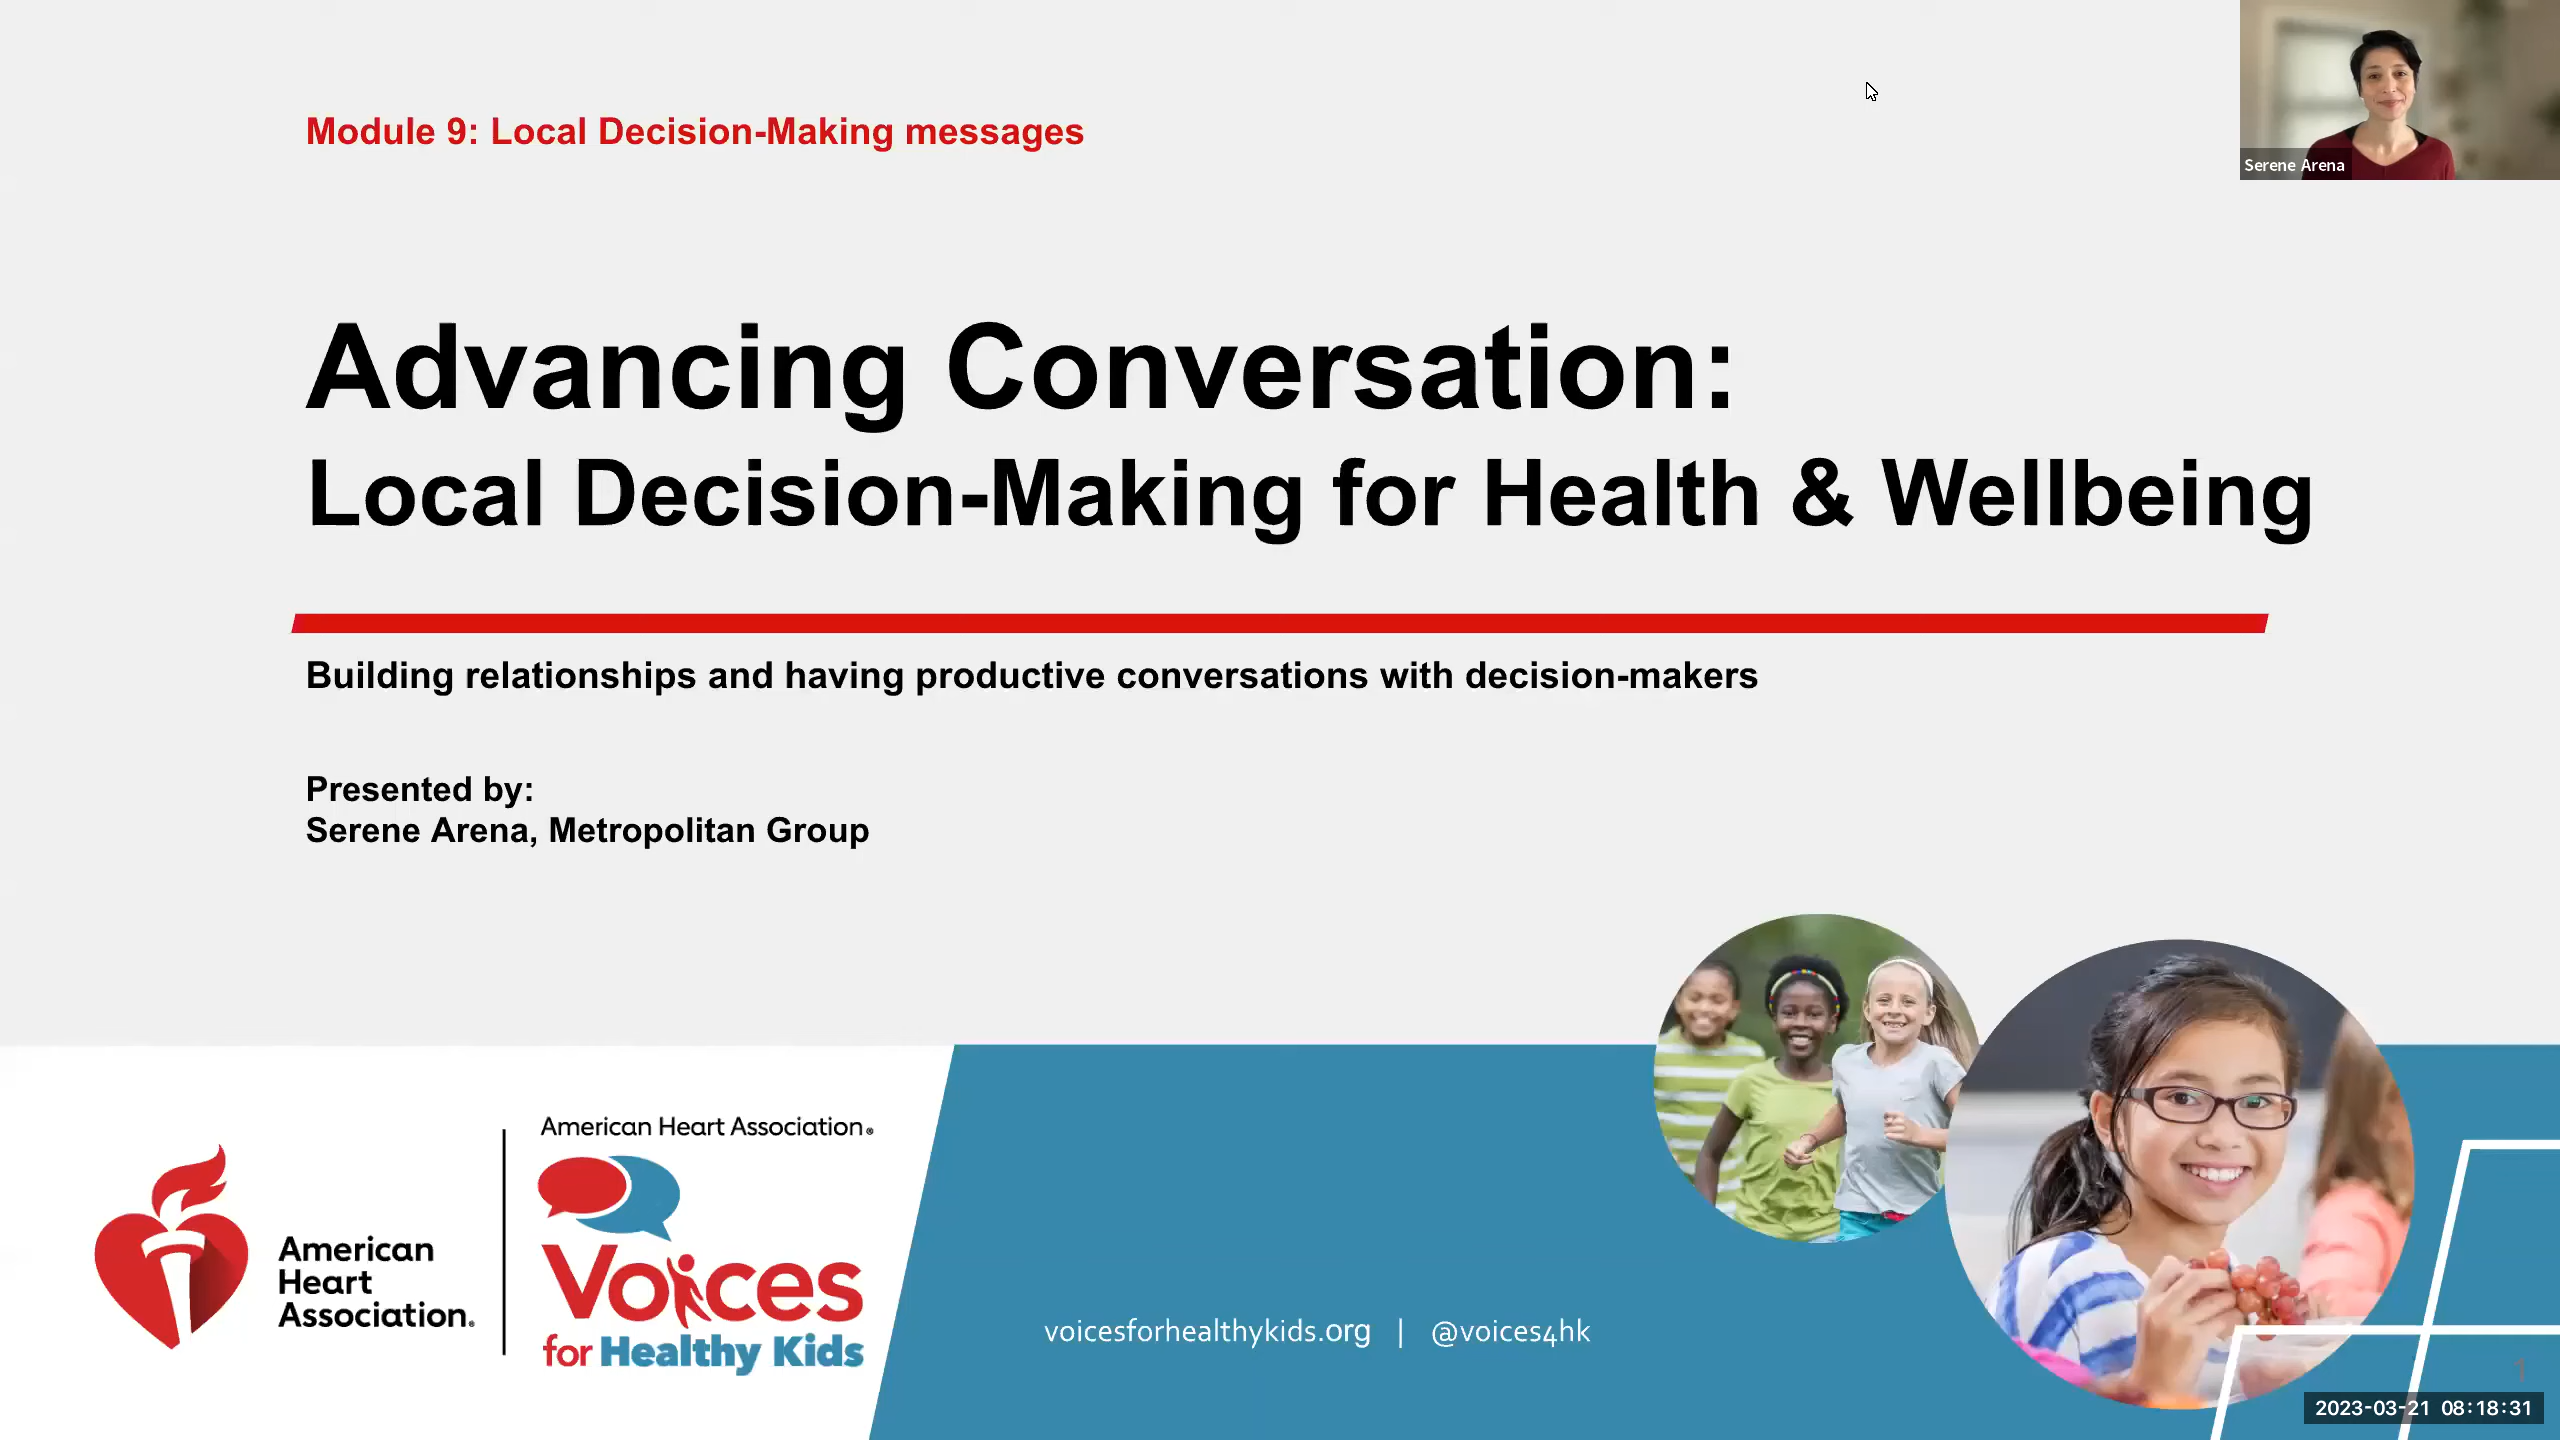 Module 9: Local Decision-Making messages
Serene Arena
Advancing Conversation:
Local Decision-Making for Health & Wellbeing
Building relationships and having productive conversations with decision-makers
Presented by:
Serene Arena, Metropolitan Group
American
Heart
Association®
American Heart Association®
Voices
for Healthy Kids
voicesforhealthykids.org | @voices4hk
1
2023-03-21 08:18:31